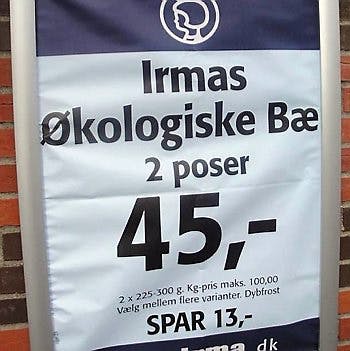 Irmas
Økologiske Bæ
2 poser
45,-
2 x 225-300 g. Kg-pris maks. 100,00
Vælg mellem flere varianter. Dybfrost
SPAR 13,-
irma.dk